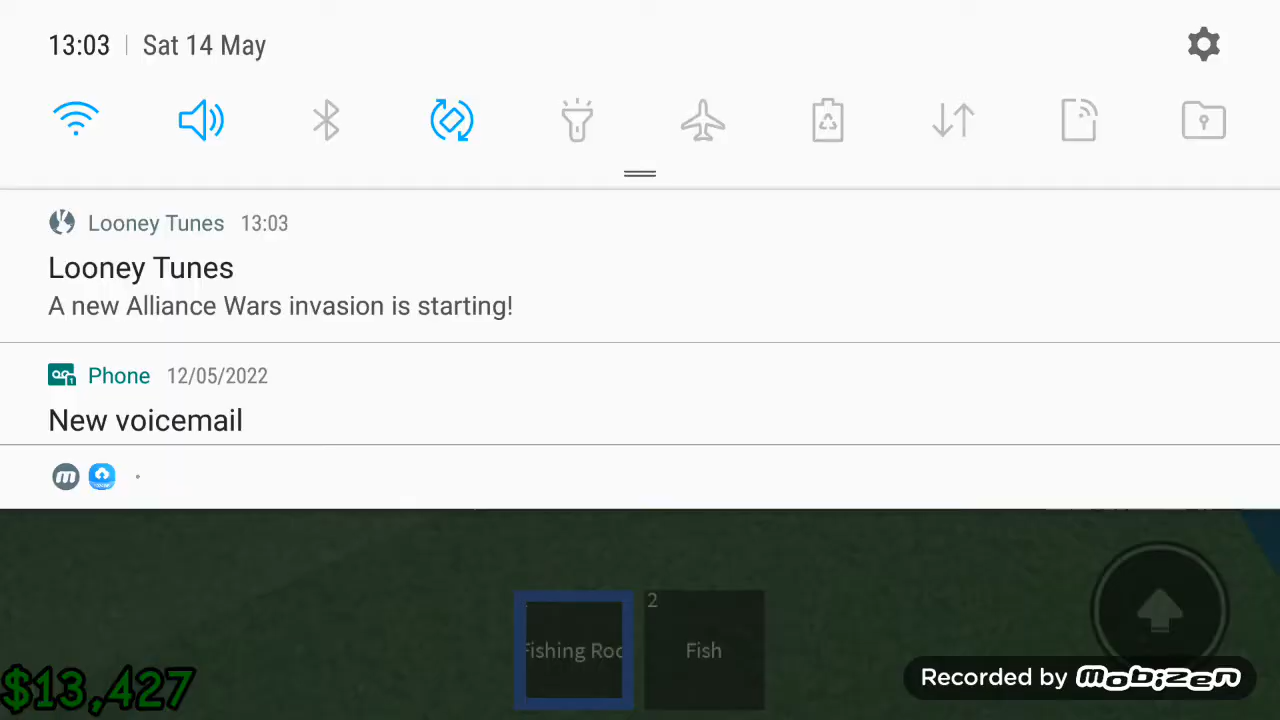 13:03 | Sat 14 May
Looney Tunes 13:03
Looney Tunes
A new Alliance Wars invasion is starting!
Phone 12/05/2022
New voicemail
2
Fishing Roc
Fish
$13,427
Recorded by mobizen